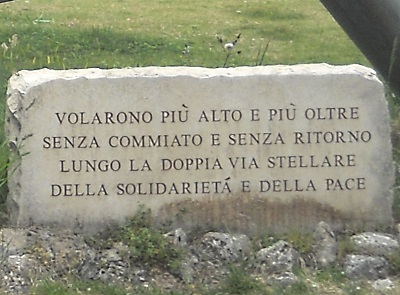 VOLARONO PIÙ ALTO E PIÙ OLTRE
SENZA COMMIATO E SENZA RITORNO
LUNGO LA DOPPIA VIA STELLARE
DELLA SOLIDARIETÁ E DELLA PACE